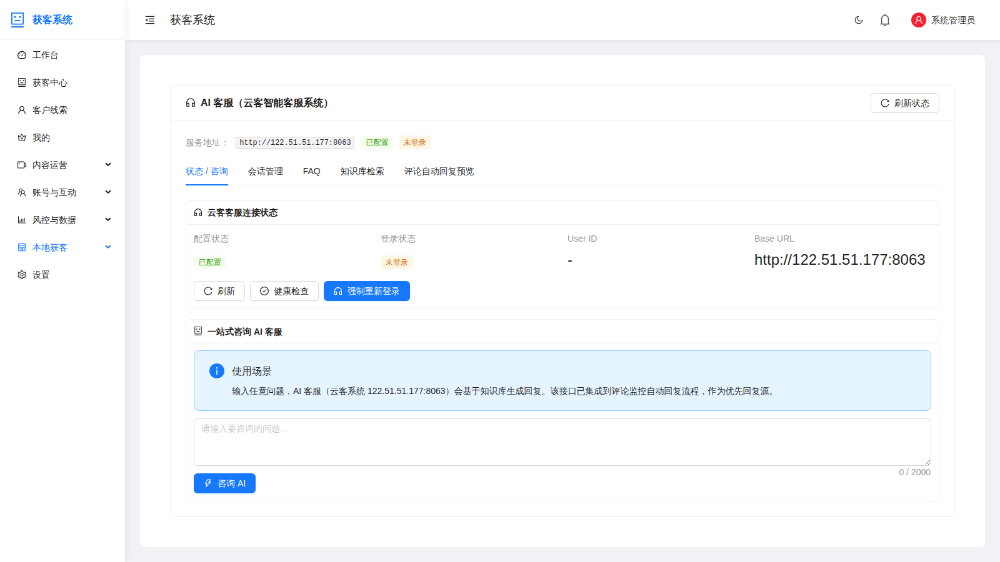 获客系统
获客系统
系统管理员
工作台
获客中心
客户线索
我的
内容运营
账号与互动
风控与数据
本地获客
设置
AI 客服（云客智能客服系统）
刷新状态
服务地址： http://122.51.51.177:8063 已配置 未登录
状态 / 咨询 会话管理 FAQ 知识库检索 评论自动回复预览
云客客服连接状态
配置状态 登录状态 User ID Base URL
已配置 未登录 - http://122.51.51.177:8063
刷新 健康检查 强制重新登录
一站式咨询 AI 客服
使用场景
输入任意问题，AI 客服（云客系统 122.51.51.177:8063）会基于知识库生成回复。该接口已集成到评论监控自动回复流程，作为优先回复源。
请输入要咨询的问题…
0 / 2000
咨询 AI